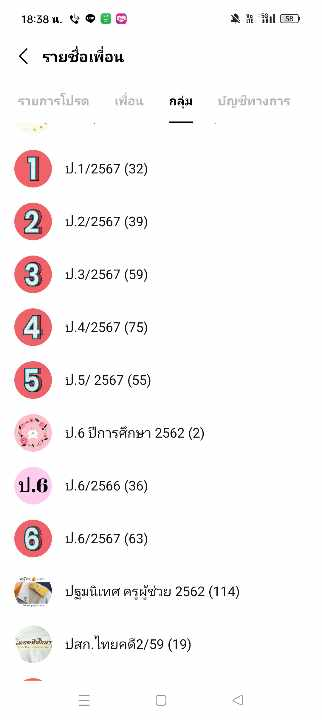 18:38 น.
58
รายชื่อเพื่อน
รายการโปรด เพื่อน กลุ่ม บัญชีทางการ
1 ป.1/2567 (32)
2 ป.2/2567 (39)
3 ป.3/2567 (59)
4 ป.4/2567 (75)
5 ป.5/ 2567 (55)
ป.6 ปีการศึกษา 2562 (2)
ป.6 ป.6/2566 (36)
6 ป.6/2567 (63)
ปฐมนิเทศ ครูผู้ช่วย 2562 (114)
ปสก.ไทยคดี2/59 (19)